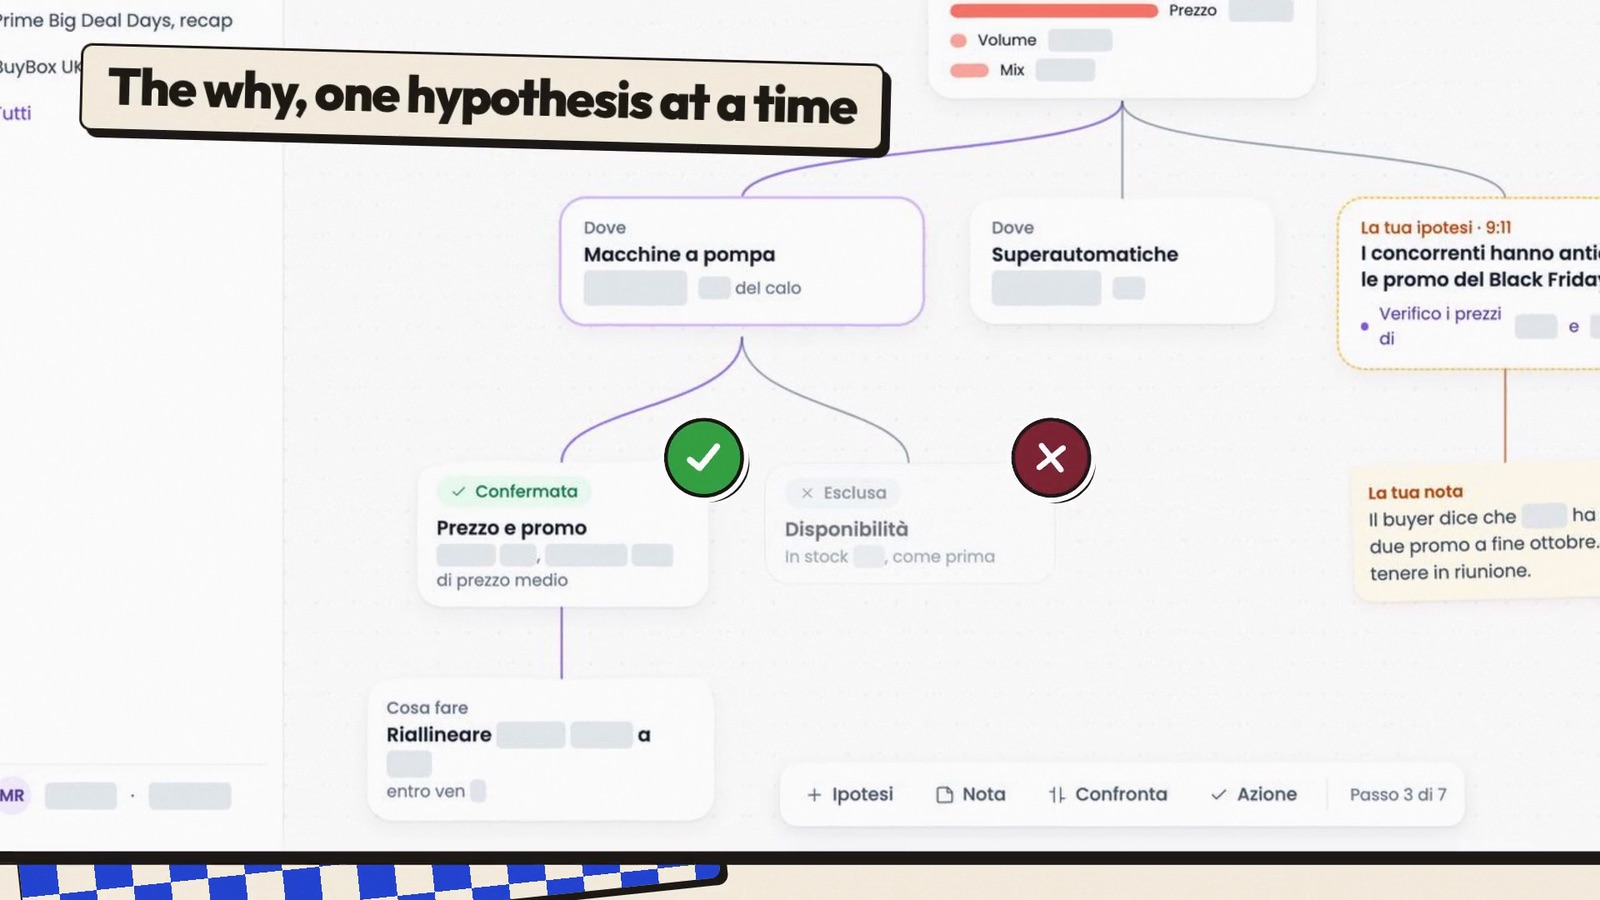 Prime Big Deal Days, recap
BuyBox UK
Tutti
The why, one hypothesis at a time
Prezzo
Volume
Mix
Dove
Macchine a pompa
del calo
Dove
Superautomatiche
La tua ipotesi · 9:11
I concorrenti hanno
le promo del Black Friday
Verifico i prezzi
di
e
✓ Confermata
Prezzo e promo
,
di prezzo medio
× Esclusa
Disponibilità
In stock , come prima
La tua nota
Il buyer dice che ha
due promo a fine ottobre.
tenere in riunione.
Cosa fare
Riallineare a
entro ven
MR ·
+ Ipotesi
Nota
Confronta
✓ Azione
Passo 3 di 7